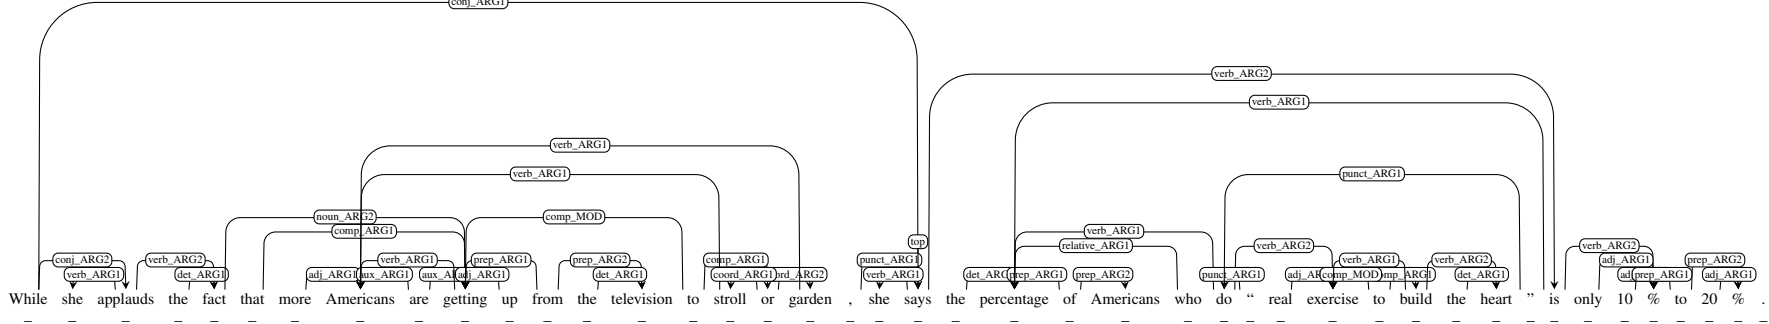 conj_ARG1
verb_ARG2
verb_ARG1
verb_ARG1
verb_ARG1 punct_ARG1
noun_ARG2 comp_MOD
comp_ARG1 verb_ARG1
top relative_ARG1 verb_ARG2 verb_ARG2
conj_ARG2 verb_ARG2 verb_ARG1 prep_ARG1 prep_ARG2 comp_ARG1 punct_ARG1 verb_ARG1 verb_ARG2 adj_ARG1 prep_ARG2
verb_ARG1 det_ARG1 adj_ARG1 aux_ARG1 adj_ARG1 det_ARG1 coord_ARG1 verb_ARG1 prep_ARG1 prep_ARG2 punct_ARG1 comp_MOD det_ARG1 prep_ARG1 adj_ARG1
While she applauds the fact that more Americans are getting up from the television to stroll or garden , she says the percentage of Americans who do “ real exercise to build the heart ” is only 10 % to 20 % .